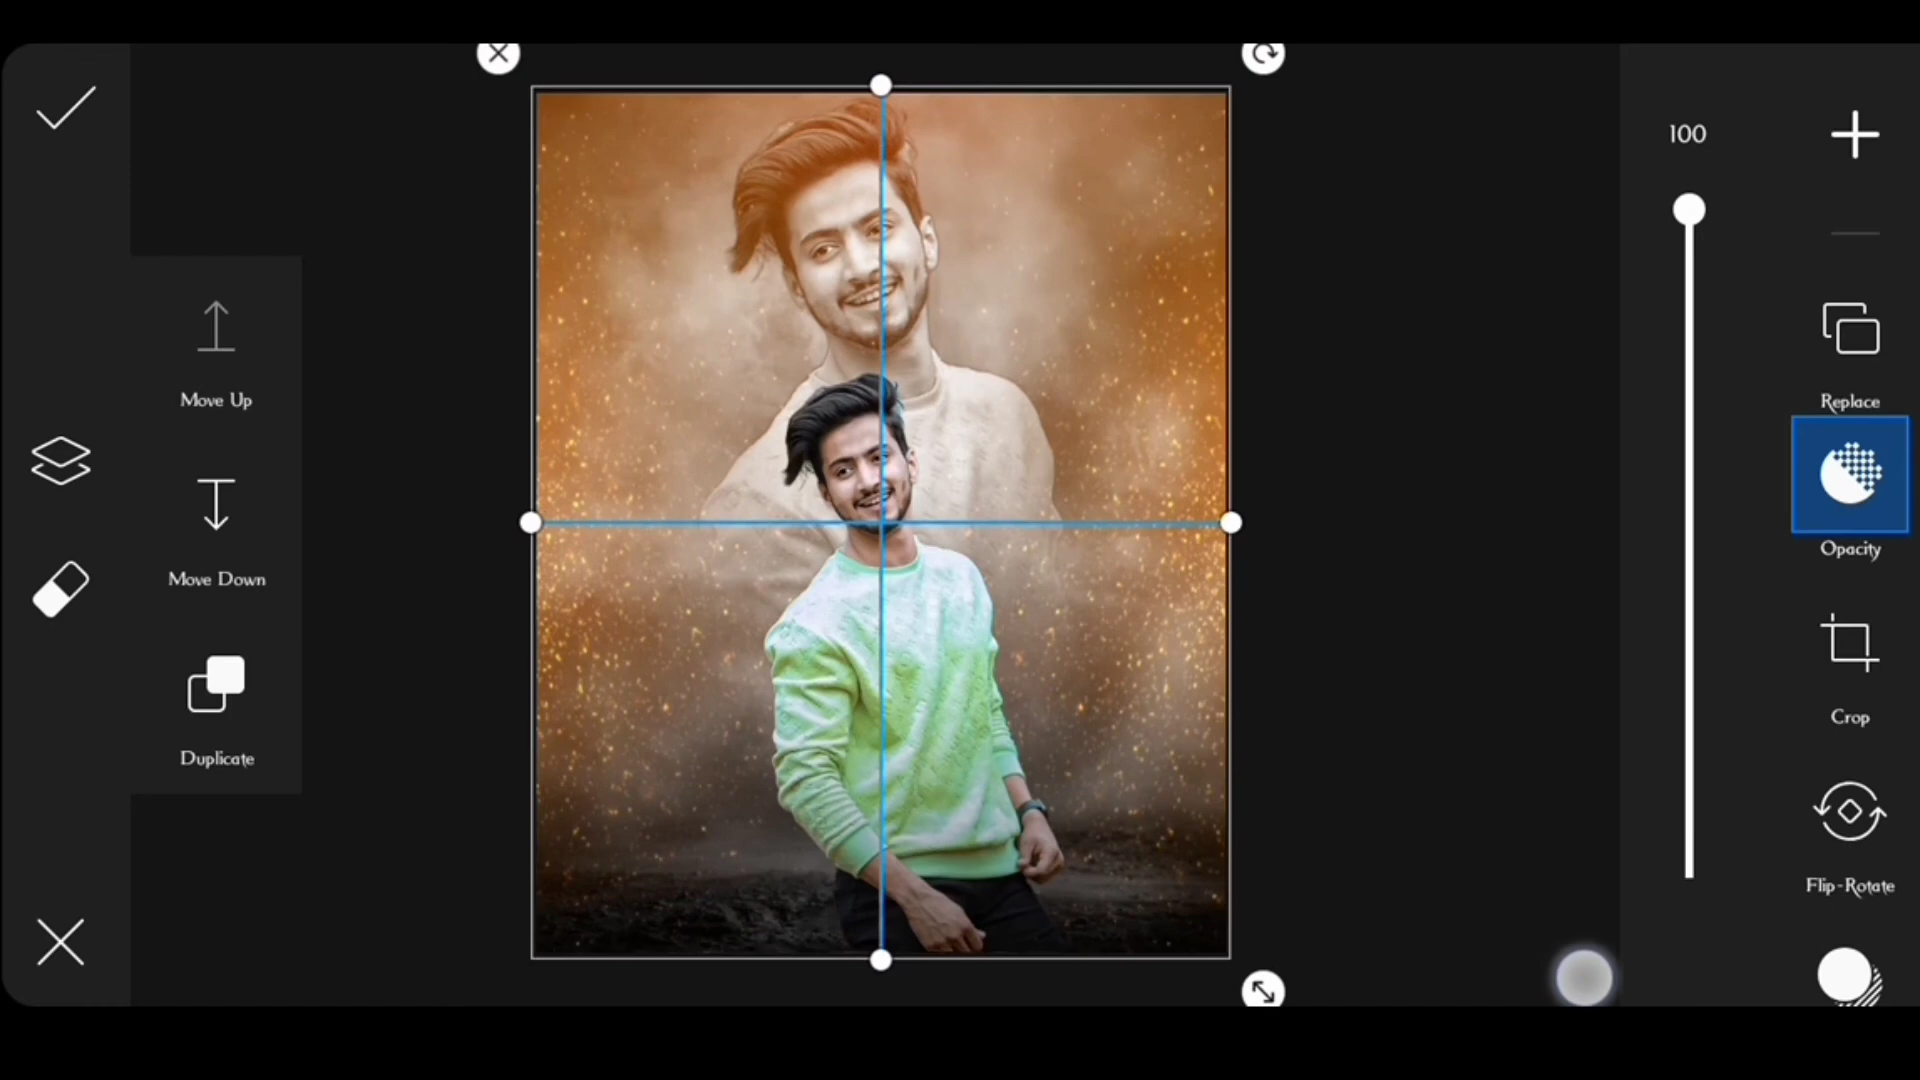 100
Move Up
Replace
Move Down
Opacity
Crop
Duplicate
Flip-Rotate